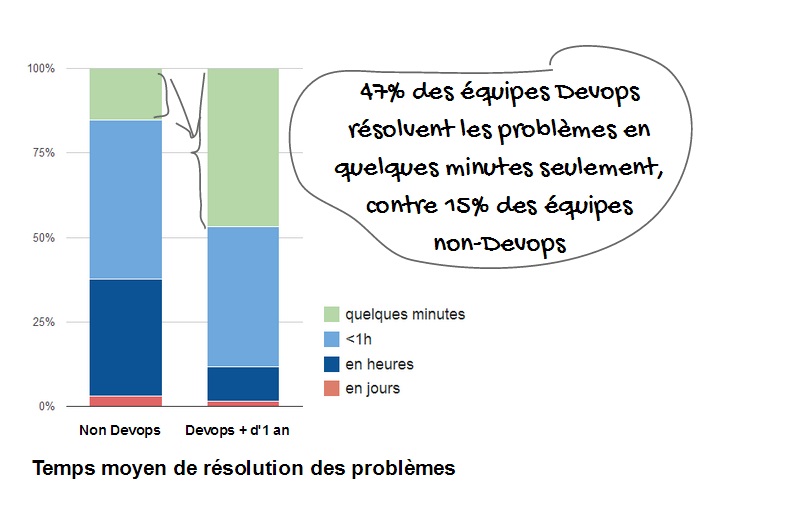 100%
75%
50%
25%
0%
Non Devops
Devops + d'1 an
47% des équipes Devops
résolvent les problèmes en
quelques minutes seulement,
contre 15% des équipes
non-Devops
quelques minutes
<1h
en heures
en jours
Temps moyen de résolution des problèmes